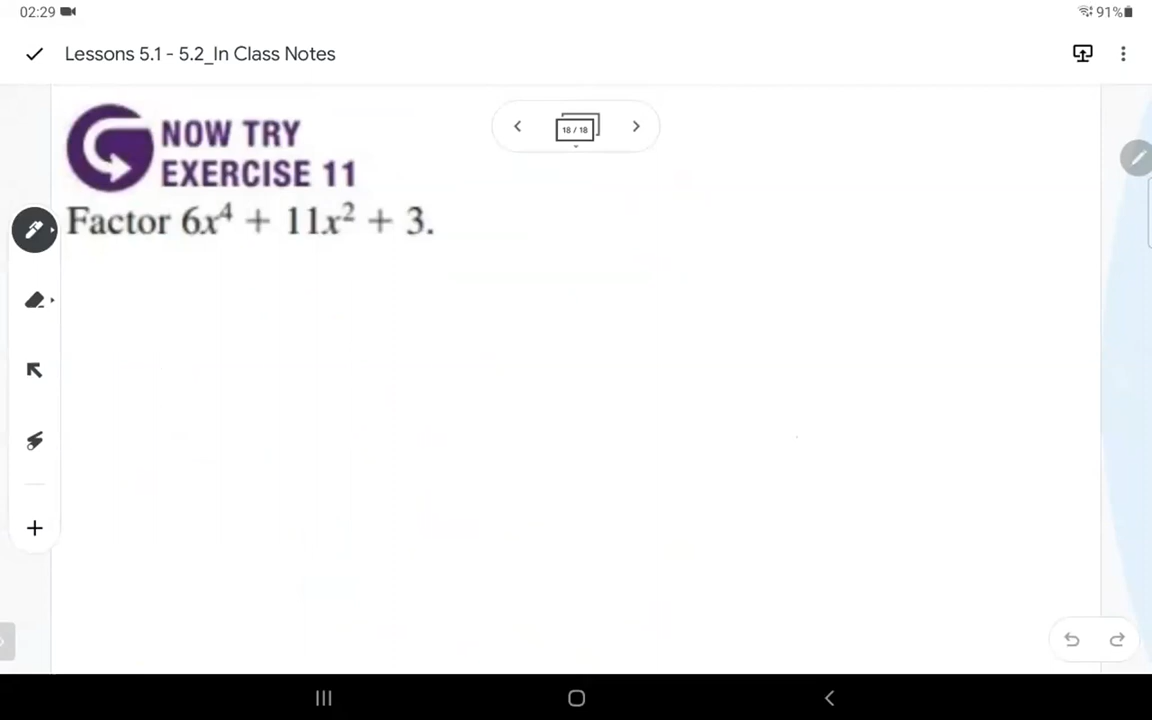 02:29
91%
Lessons 5.1 - 5.2_In Class Notes
18 / 18
NOW TRY
EXERCISE 11
Factor 6x⁴ + 11x² + 3.